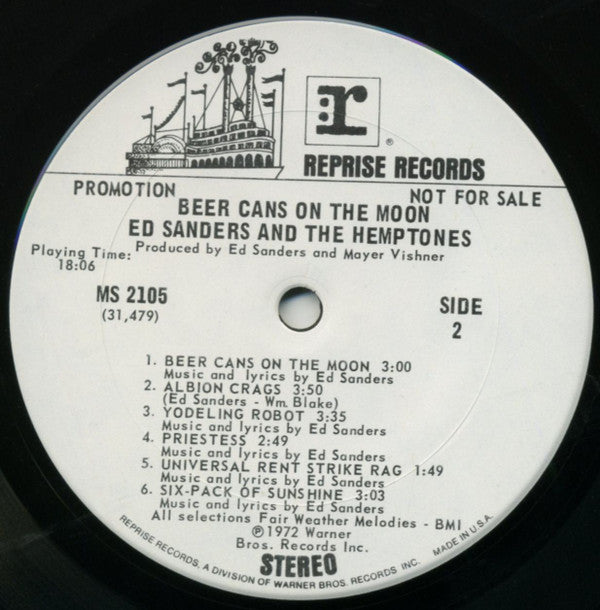 r
®
REPRISE RECORDS
PROMOTION
NOT FOR SALE
BEER CANS ON THE MOON
ED SANDERS AND THE HEMPTONES
Produced by Ed Sanders and Mayer Vishner
Playing Time:
18:06
MS 2105
(31,479)
SIDE
2
1. BEER CANS ON THE MOON 3:00
Music and lyrics by Ed Sanders
2. ALBION CRAGS 3:50
(Ed Sanders - Wm. Blake)
3. YODELING ROBOT 3:35
Music and lyrics by Ed Sanders
4. PRIESTESS 2:49
Music and lyrics by Ed Sanders
5. UNIVERSAL RENT STRIKE RAG 1:49
Music and lyrics by Ed Sanders
6. SIX-PACK OF SUNSHINE 3:03
Music and lyrics by Ed Sanders
All selections Fair Weather Melodies - BMI
℗1972 Warner
Bros. Records Inc.
STEREO
REPRISE RECORDS, A DIVISION OF WARNER BROS. RECORDS INC. MADE IN U.S.A.